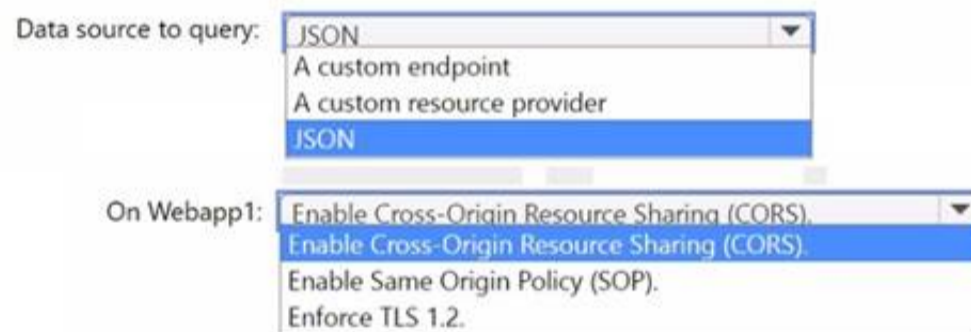 Data source to query:
JSON
A custom endpoint
A custom resource provider
JSON
On Webapp1:
Enable Cross-Origin Resource Sharing (CORS).
Enable Cross-Origin Resource Sharing (CORS).
Enable Same Origin Policy (SOP).
Enforce TLS 1.2.